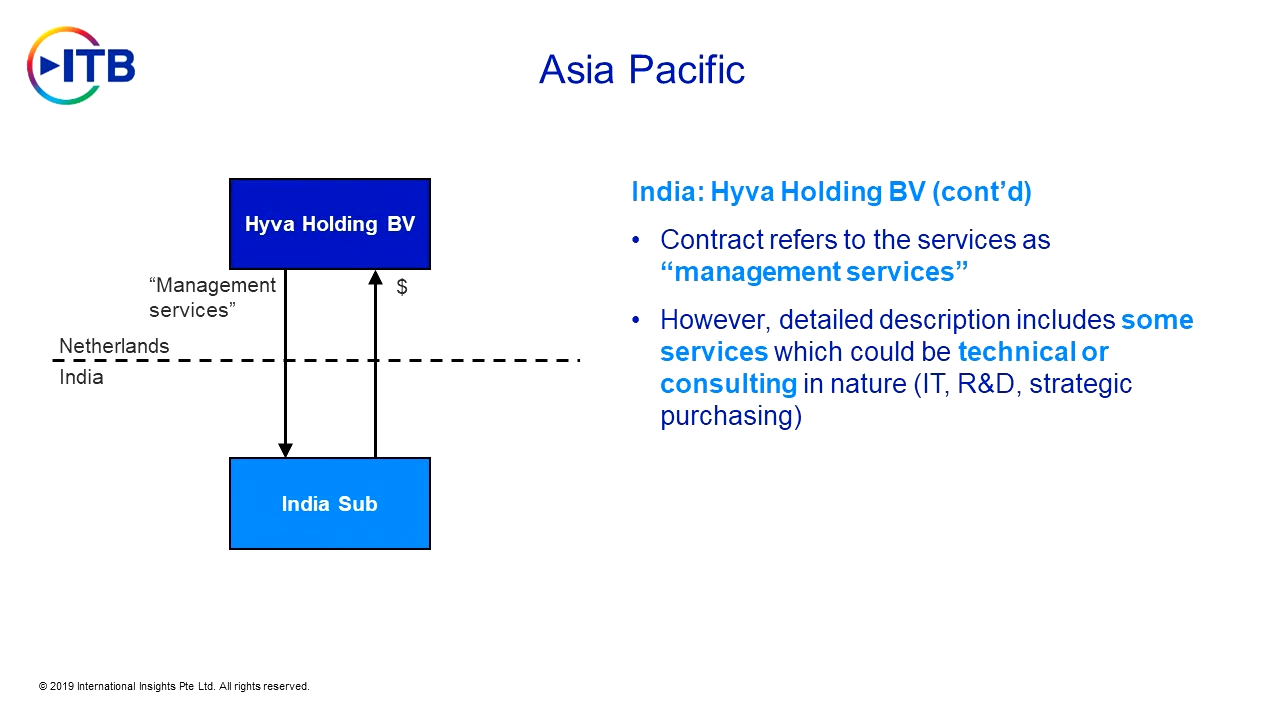 ITB
Asia Pacific
Hyva Holding BV
“Management
services”
$
Netherlands
India
India Sub
India: Hyva Holding BV (cont’d)
• Contract refers to the services as
“management services”
• However, detailed description includes some
services which could be technical or
consulting in nature (IT, R&D, strategic
purchasing)
© 2019 International Insights Pte Ltd. All rights reserved.